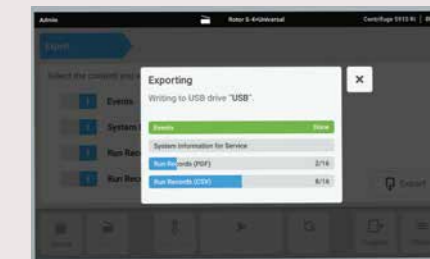 Admin
Rotor S-4×Universal
Centrifuge 5910 Ri
Export
Select the content you
Exporting
Writing to USB drive "USB".
Events
Events Done
System
System Information for Service
Run Rec
Run Records (PDF) 2/16
Run Rec
Run Records (CSV) 8/16
Export